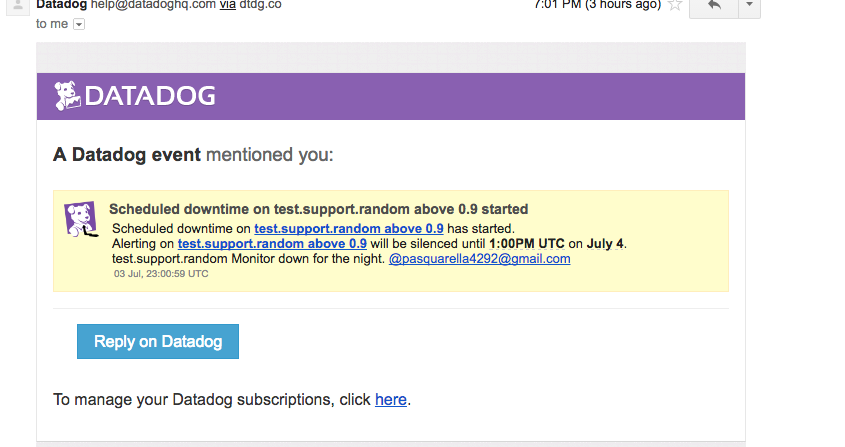 Datadog help@datadoghq.com via dtdg.co 7:01 PM (3 hours ago)
to me
DATADOG
A Datadog event mentioned you:
Scheduled downtime on test.support.random above 0.9 started
Scheduled downtime on test.support.random above 0.9 has started.
Alerting on test.support.random above 0.9 will be silenced until 1:00PM UTC on July 4.
test.support.random Monitor down for the night. @pasquarella4292@gmail.com
03 Jul, 23:00:59 UTC
Reply on Datadog
To manage your Datadog subscriptions, click here.